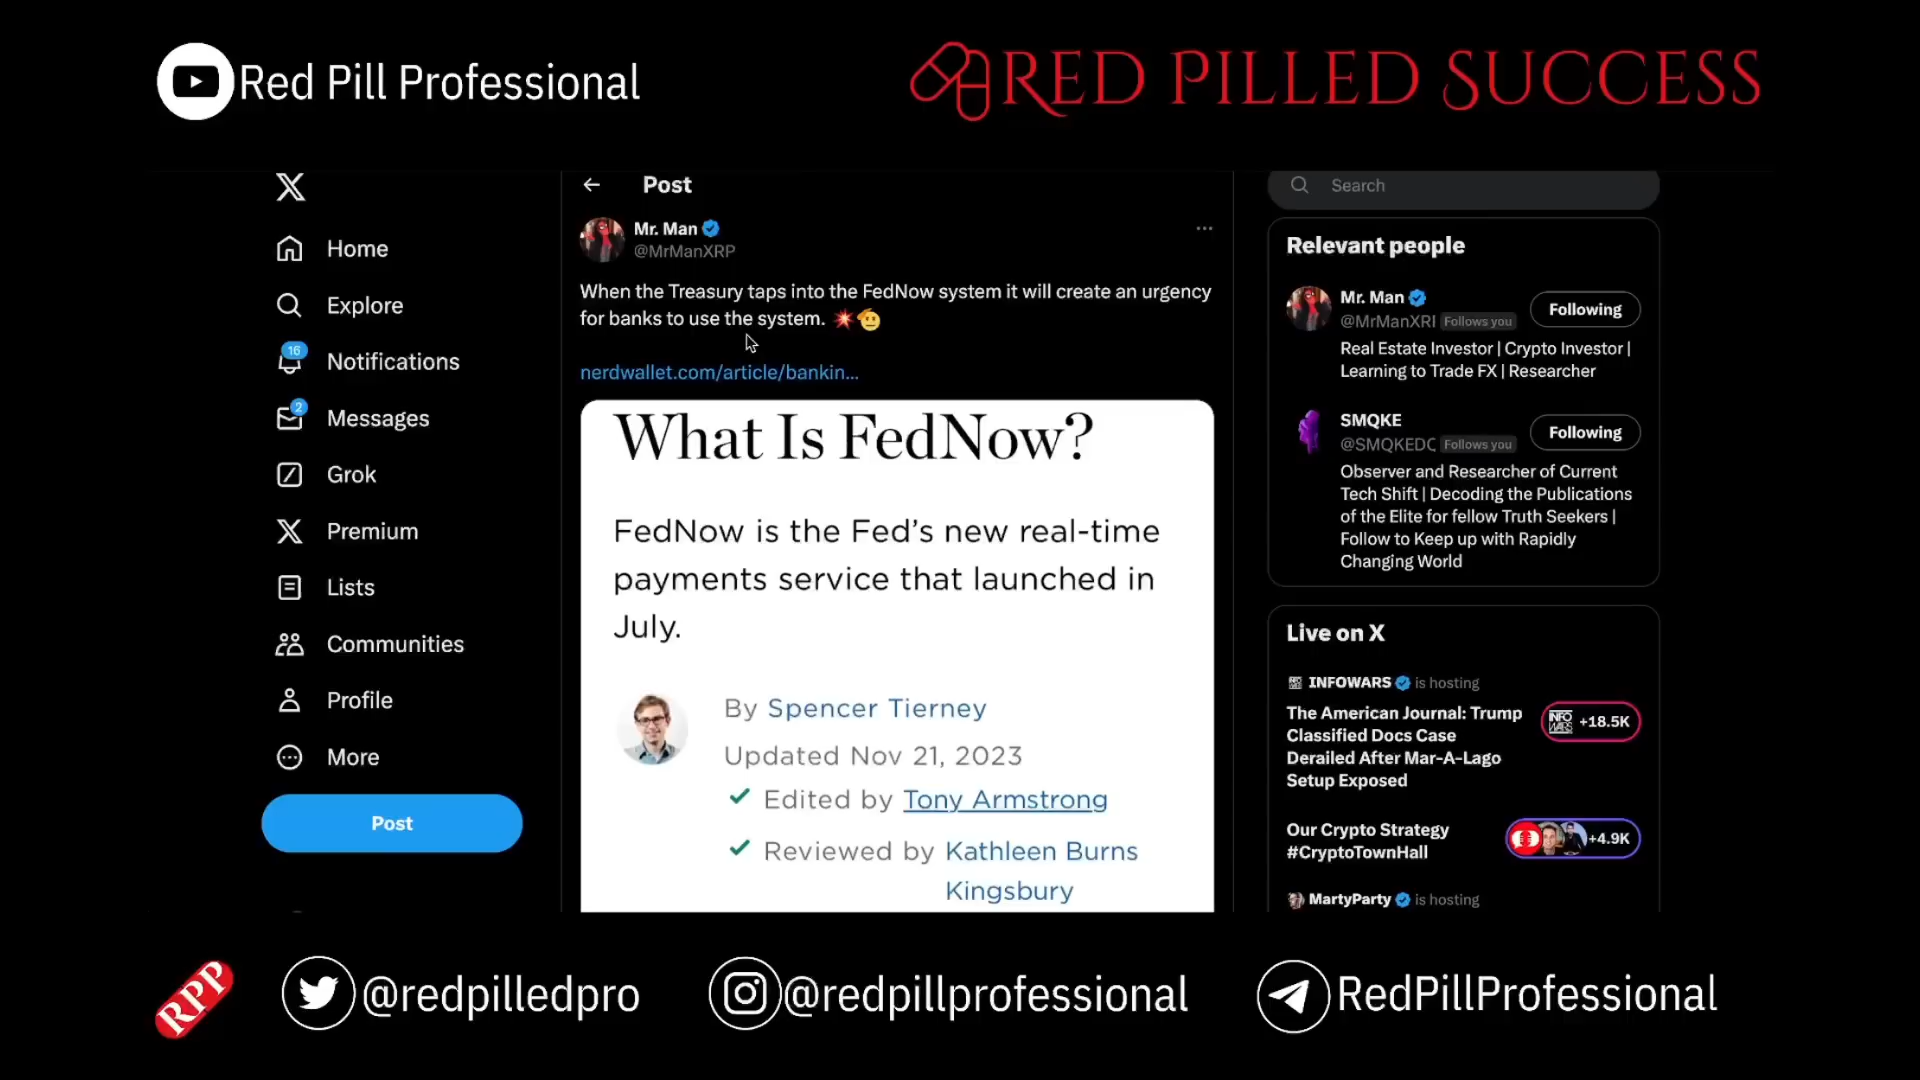 Red Pill Professional
RED PILLED SUCCESS
Home
Explore
16
Notifications
2
Messages
Grok
Premium
Lists
Communities
Profile
More
Post
Post
Mr. Man
@MrManXRP
When the Treasury taps into the FedNow system it will create an urgency
for banks to use the system.
nerdwallet.com/article/bankin...
What Is FedNow?
FedNow is the Fed's new real-time
payments service that launched in
July.
By Spencer Tierney
Updated Nov 21, 2023
Edited by Tony Armstrong
Reviewed by Kathleen Burns
Kingsbury
Search
Relevant people
Mr. Man
@MrManXRI Follows you
Following
Real Estate Investor | Crypto Investor |
Learning to Trade FX | Researcher
SMQKE
@SMQKEDC Follows you
Following
Observer and Researcher of Current
Tech Shift | Decoding the Publications
of the Elite for fellow Truth Seekers |
Follow to Keep up with Rapidly
Changing World
Live on X
INFOWARS is hosting
The American Journal: Trump
Classified Docs Case
Derailed After Mar-A-Lago
Setup Exposed
INFO WARS +18.5K
Our Crypto Strategy
#CryptoTownHall
+4.9K
MartyParty is hosting
RPP
@redpilledpro
@redpillprofessional
RedPillProfessional